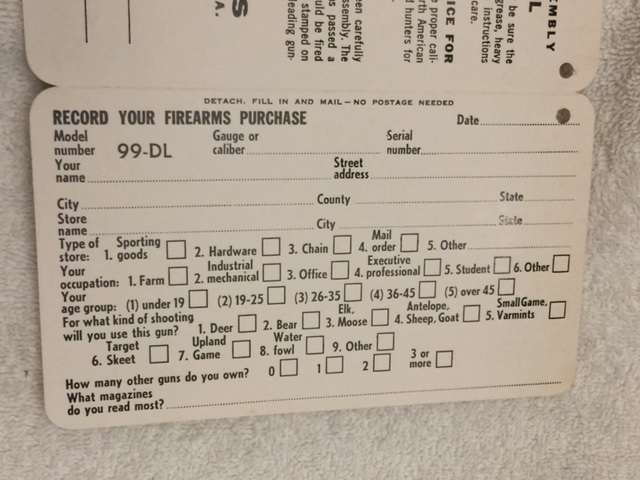 EMBLY
L
be sure the
grease, heavy
instructions
care.
ICE FOR
e proper cali-
rth American
d hunters for
een carefully
ssembly. The
as passed a
uld be fired
stamped on
leading gun-
S
.A.
DETACH, FILL IN AND MAIL — NO POSTAGE NEEDED
RECORD YOUR FIREARMS PURCHASE Date
Model number 99-DL Gauge or caliber Serial number
Your name Street address
City County State
Store name City State
Type of store: 1. Sporting goods 2. Hardware 3. Chain 4. Mail order 5. Other
Your occupation: 1. Farm 2. Industrial mechanical 3. Office 4. Executive professional 5. Student 6. Other
Your age group: (1) under 19 (2) 19-25 (3) 26-35 (4) 36-45 (5) over 45
For what kind of shooting will you use this gun? 1. Deer 2. Bear 3. Elk, Moose 4. Antelope, Sheep, Goat 5. Small Game, Varmints
6. Target Skeet 7. Upland Game 8. Water fowl 9. Other
How many other guns do you own? 0 1 2 3 or more
What magazines do you read most?